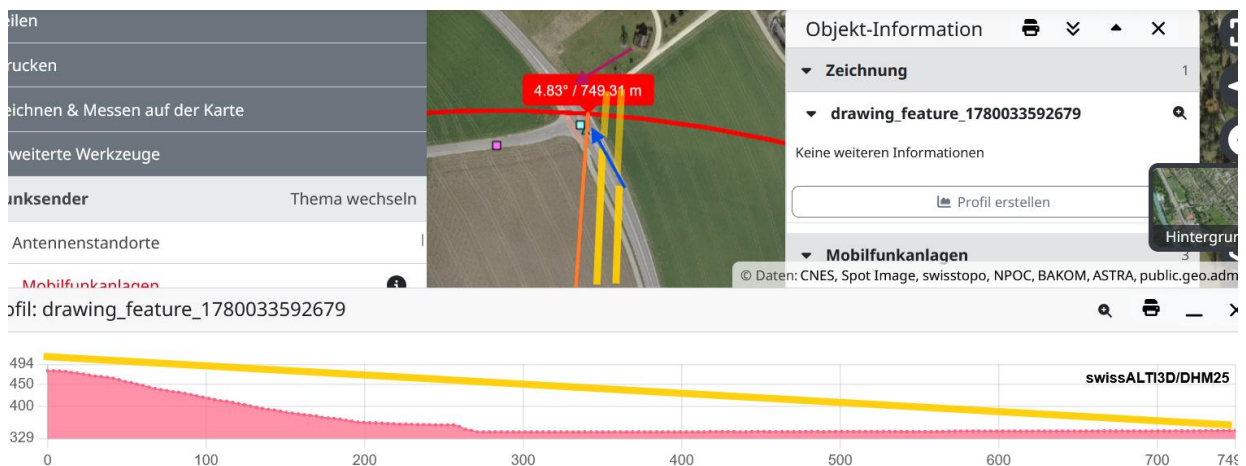 eilen
rucken
eichnen & Messen auf der Karte
rweiterte Werkzeuge
unksender Thema wechseln
Antennenstandorte
Mobilfunkanlagen
4.83° / 749.31 m
Objekt-Information
Zeichnung 1
drawing_feature_1780033592679
Keine weiteren Informationen
Profil erstellen
Hintergrun
Mobilfunkanlagen 3
© Daten: CNES, Spot Image, swisstopo, NPOC, BAKOM, ASTRA, public.geo.adm
ofil: drawing_feature_1780033592679
swissALTI3D/DHM25
494
450
400
329
0 100 200 300 400 500 600 700 749